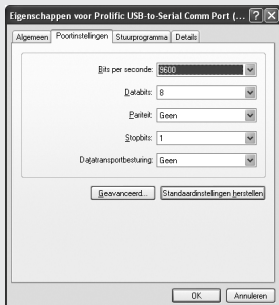 Eigenschappen voor Prolific USB-to-Serial Comm Port (...
Algemeen Poortinstellingen Stuurprogramma Details
Bits per seconde: 9600
Databits: 8
Pariteit: Geen
Stopbits: 1
Datatransportbesturing: Geen
Geavanceerd... Standaardinstellingen herstellen
OK Annuleren